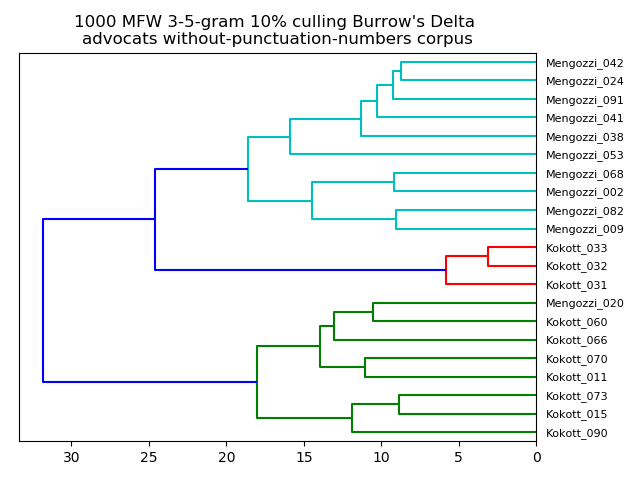 1000 MFW 3-5-gram 10% culling Burrow's Delta
advocats without-punctuation-numbers corpus
Mengozzi_042
Mengozzi_024
Mengozzi_091
Mengozzi_041
Mengozzi_038
Mengozzi_053
Mengozzi_068
Mengozzi_002
Mengozzi_082
Mengozzi_009
Kokott_033
Kokott_032
Kokott_031
Mengozzi_020
Kokott_060
Kokott_066
Kokott_070
Kokott_011
Kokott_073
Kokott_015
Kokott_090
30 25 20 15 10 5 0